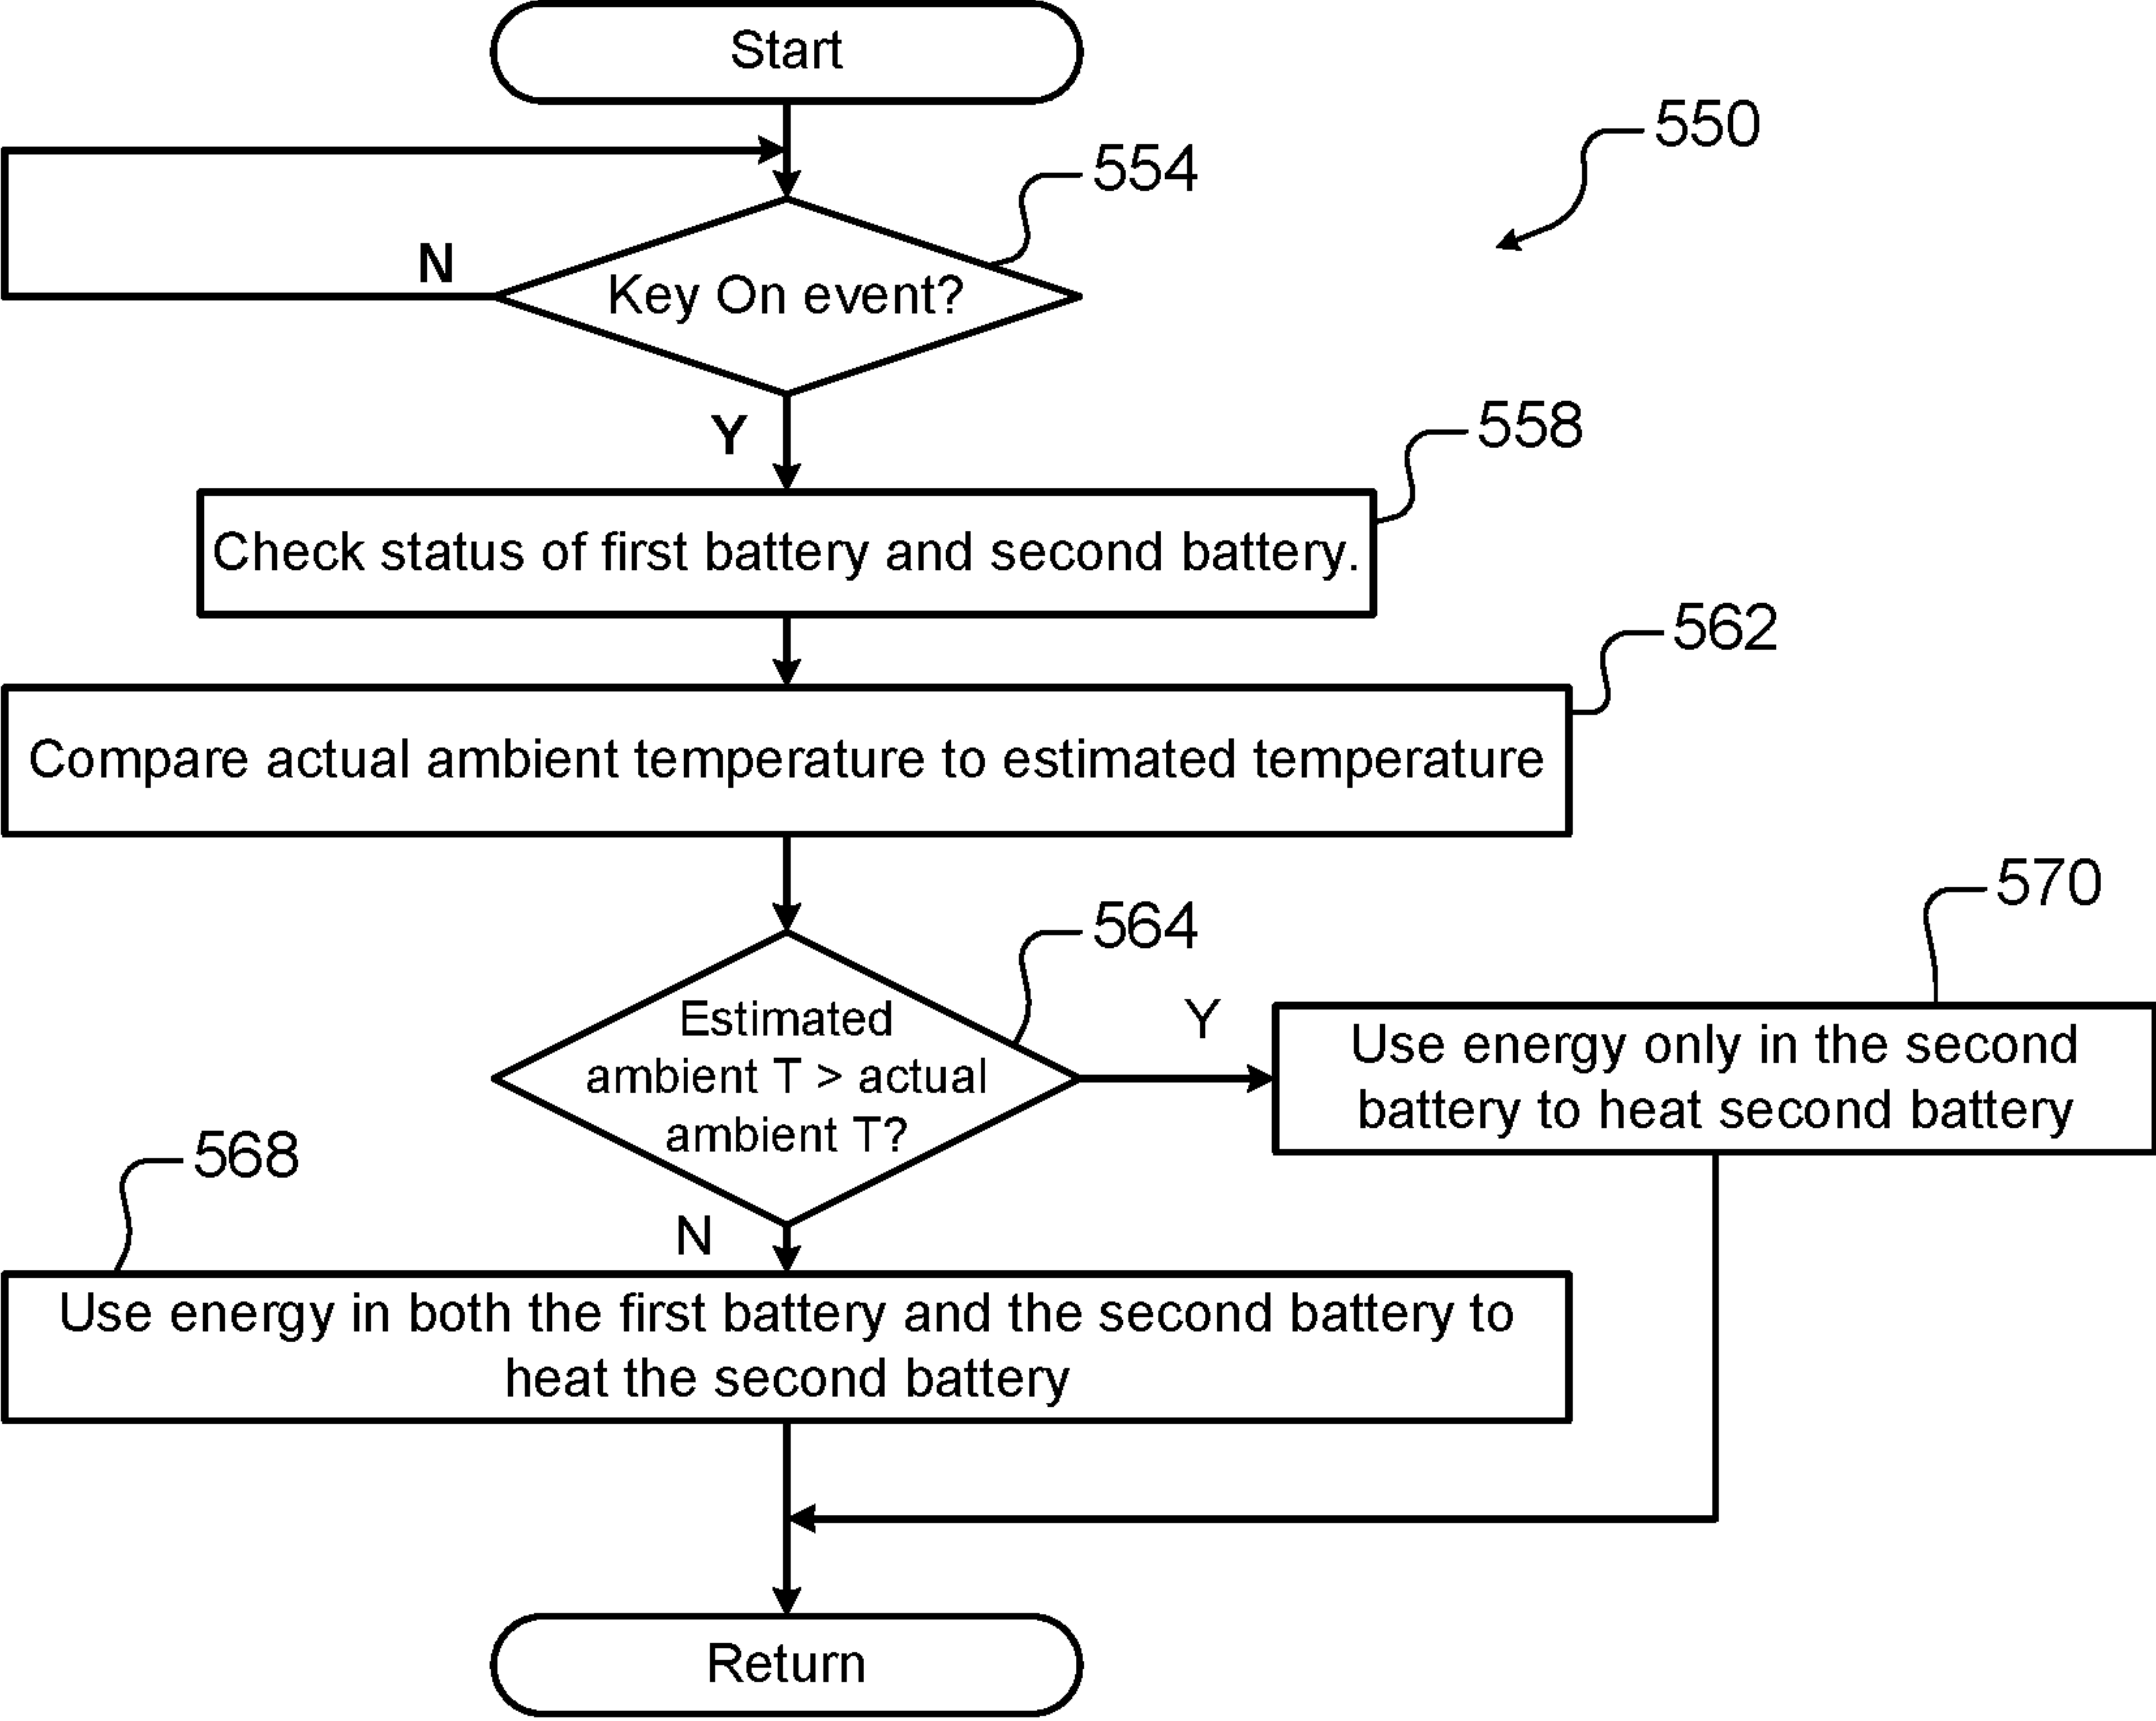 Start
550
554
N
Key On event?
Y
558
Check status of first battery and second battery.
562
Compare actual ambient temperature to estimated temperature
570
564
Y
Estimated
ambient T > actual
ambient T?
Use energy only in the second
battery to heat second battery
568
N
Use energy in both the first battery and the second battery to
heat the second battery
Return